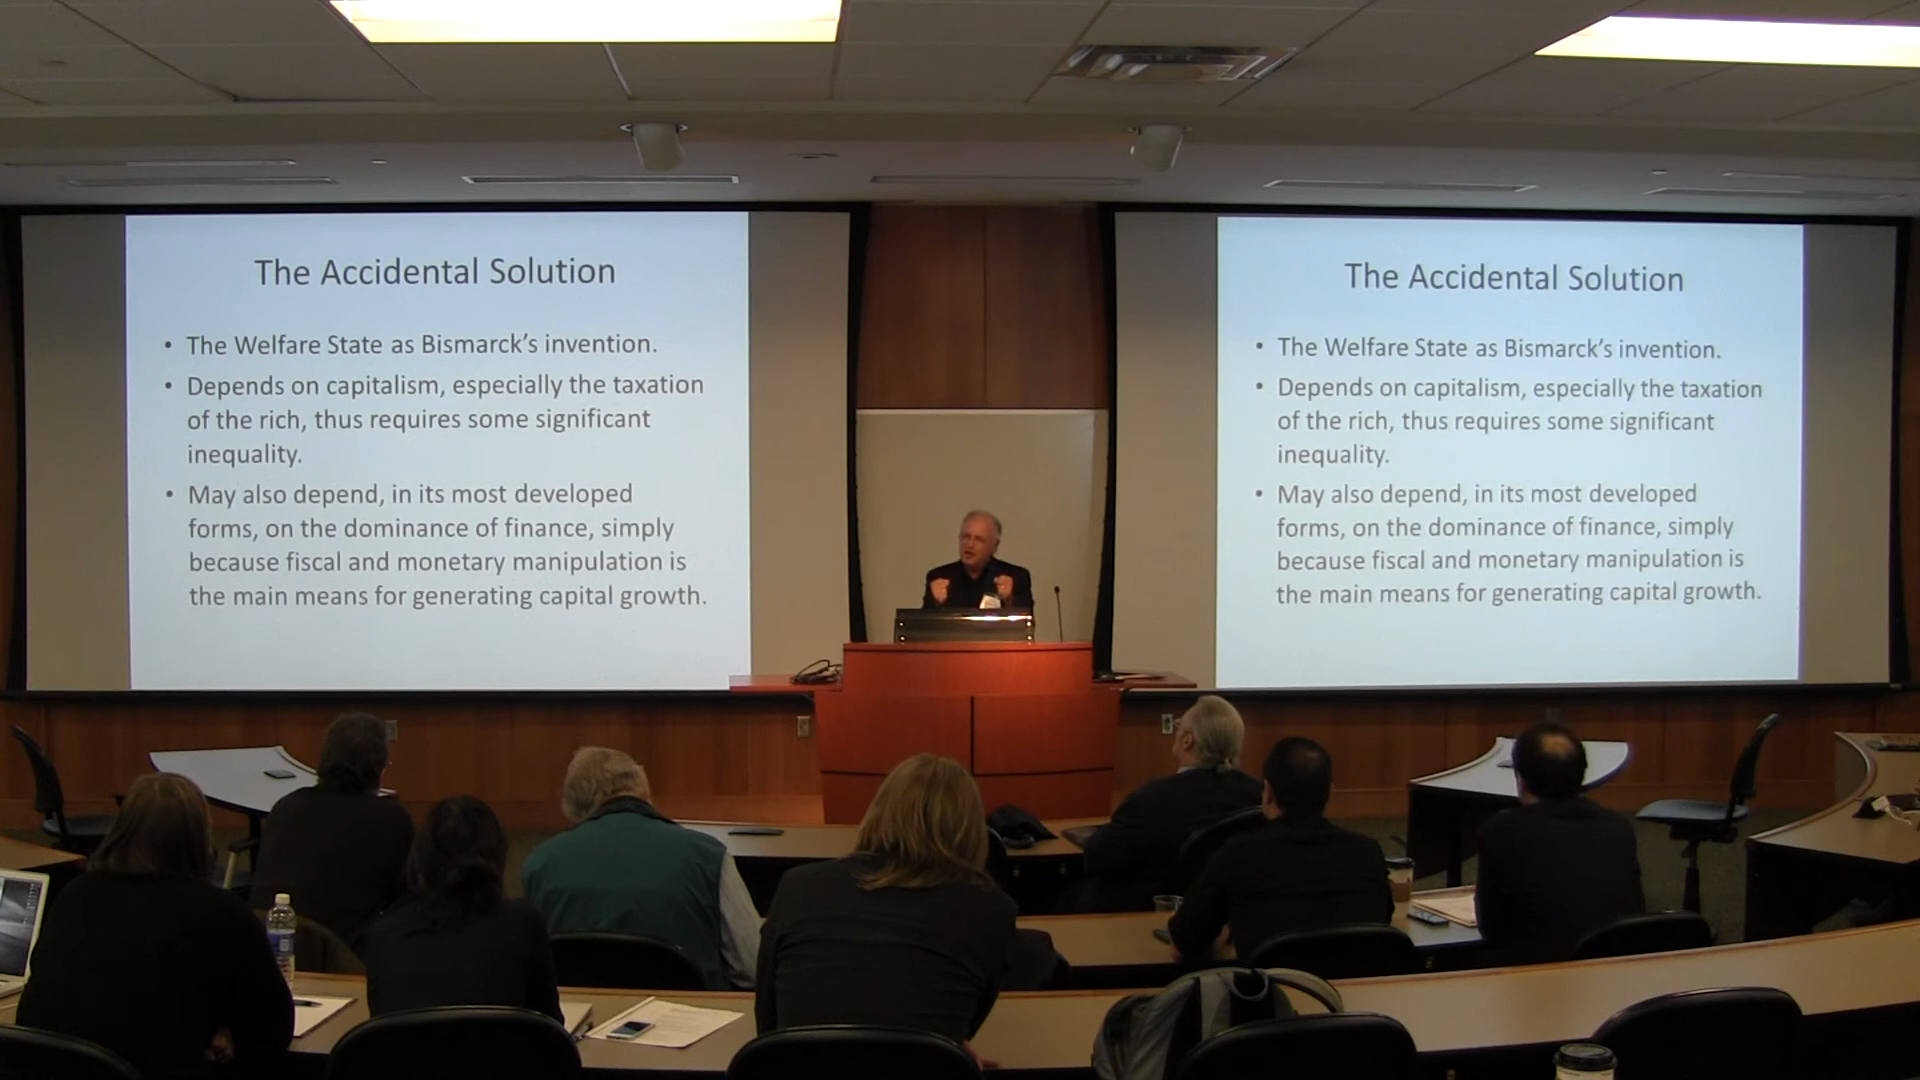 The Accidental Solution
• The Welfare State as Bismarck's invention.
• Depends on capitalism, especially the taxation
of the rich, thus requires some significant
inequality.
• May also depend, in its most developed
forms, on the dominance of finance, simply
because fiscal and monetary manipulation is
the main means for generating capital growth.
The Accidental Solution
• The Welfare State as Bismarck's invention.
• Depends on capitalism, especially the taxation
of the rich, thus requires some significant
inequality.
• May also depend, in its most developed
forms, on the dominance of finance, simply
because fiscal and monetary manipulation is
the main means for generating capital growth.